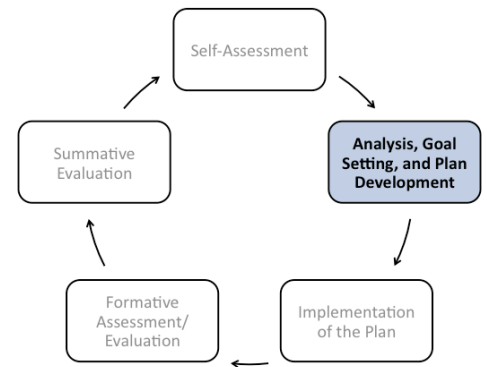 Self-Assessment
Analysis, Goal
Setting, and Plan
Development
Implementation
of the Plan
Formative
Assessment/
Evaluation
Summative
Evaluation